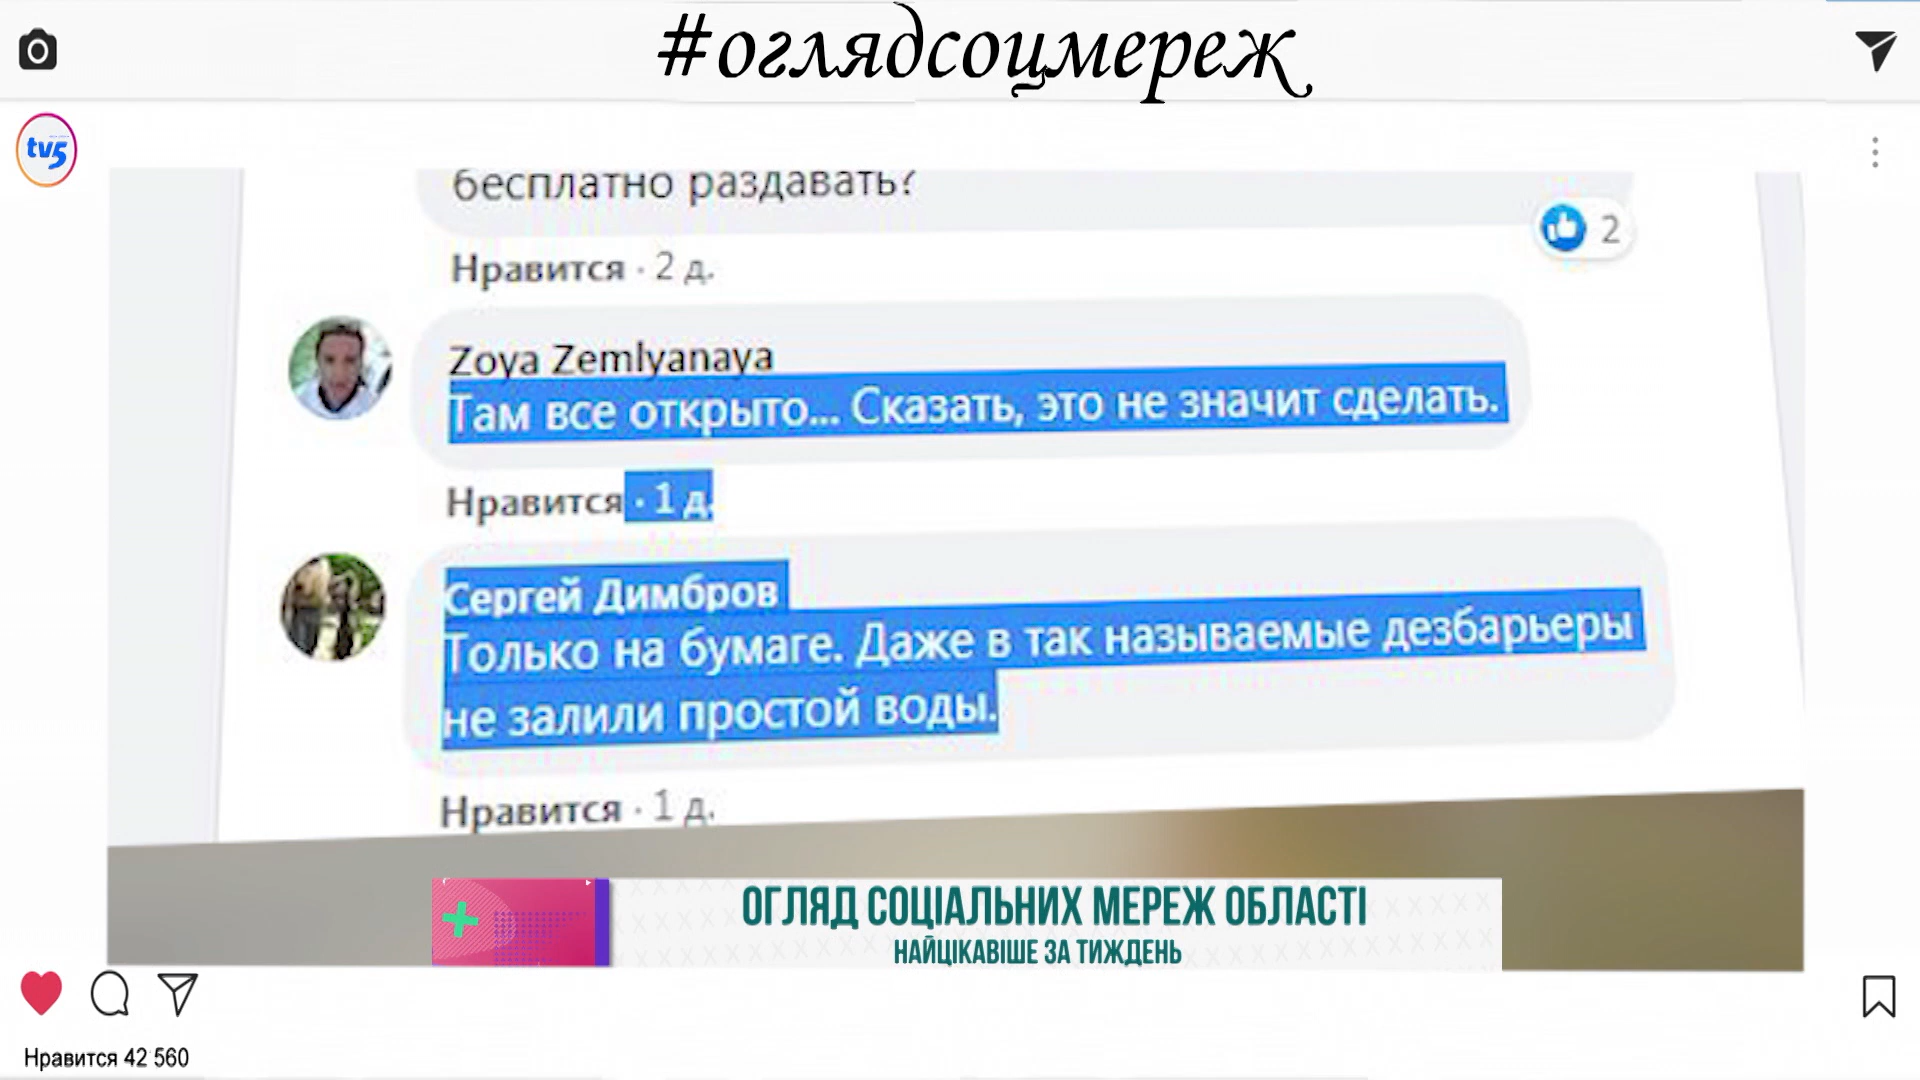 #оглядсоцмереж
tv5
бесплатно раздавать?
2
Нравится · 2 д.
Zoya Zemlyanaya
Там все открыто... Сказать, это не значит сделать.
Нравится · 1 д.
Сергей Димбров
Только на бумаге. Даже в так называемые дезбарьеры
не залили простой воды.
Нравится · 1 д.
ОГЛЯД СОЦІАЛЬНИХ МЕРЕЖ ОБЛАСТІ
НАЙЦІКАВІШЕ ЗА ТИЖДЕНЬ
Нравится 42 560